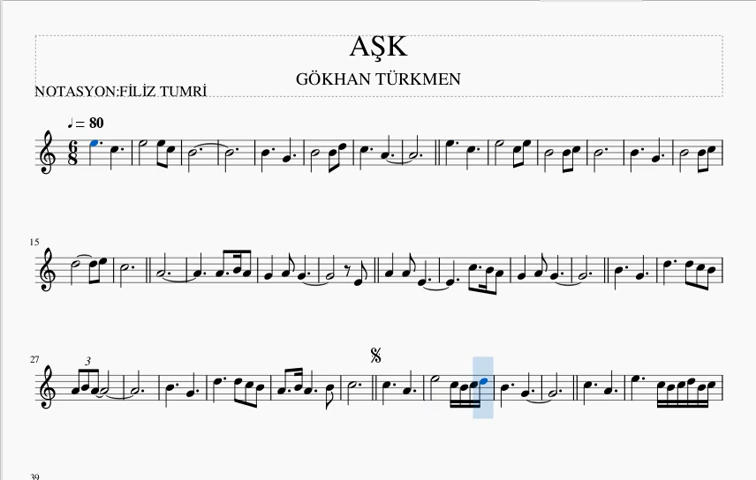 AŞK
GÖKHAN TÜRKMEN
NOTASYON:FİLİZ TUMRİ
♩= 80
6
8
15
27
3
39